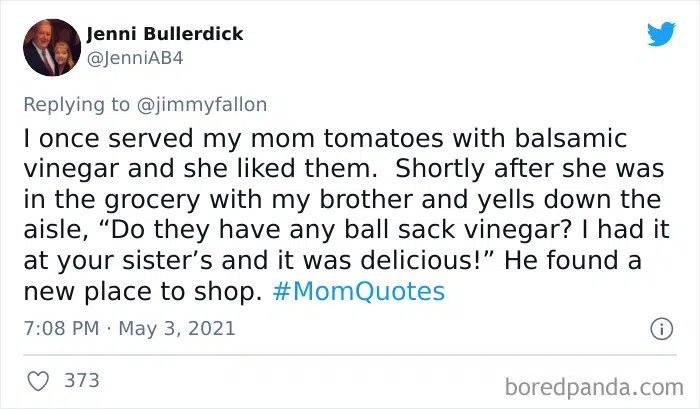 Jenni Bullerdick
@JenniAB4
Replying to @jimmyfallon
I once served my mom tomatoes with balsamic
vinegar and she liked them.  Shortly after she was
in the grocery with my brother and yells down the
aisle, “Do they have any ball sack vinegar? I had it
at your sister’s and it was delicious!” He found a
new place to shop. #MomQuotes
7:08 PM · May 3, 2021
373
boredpanda.com